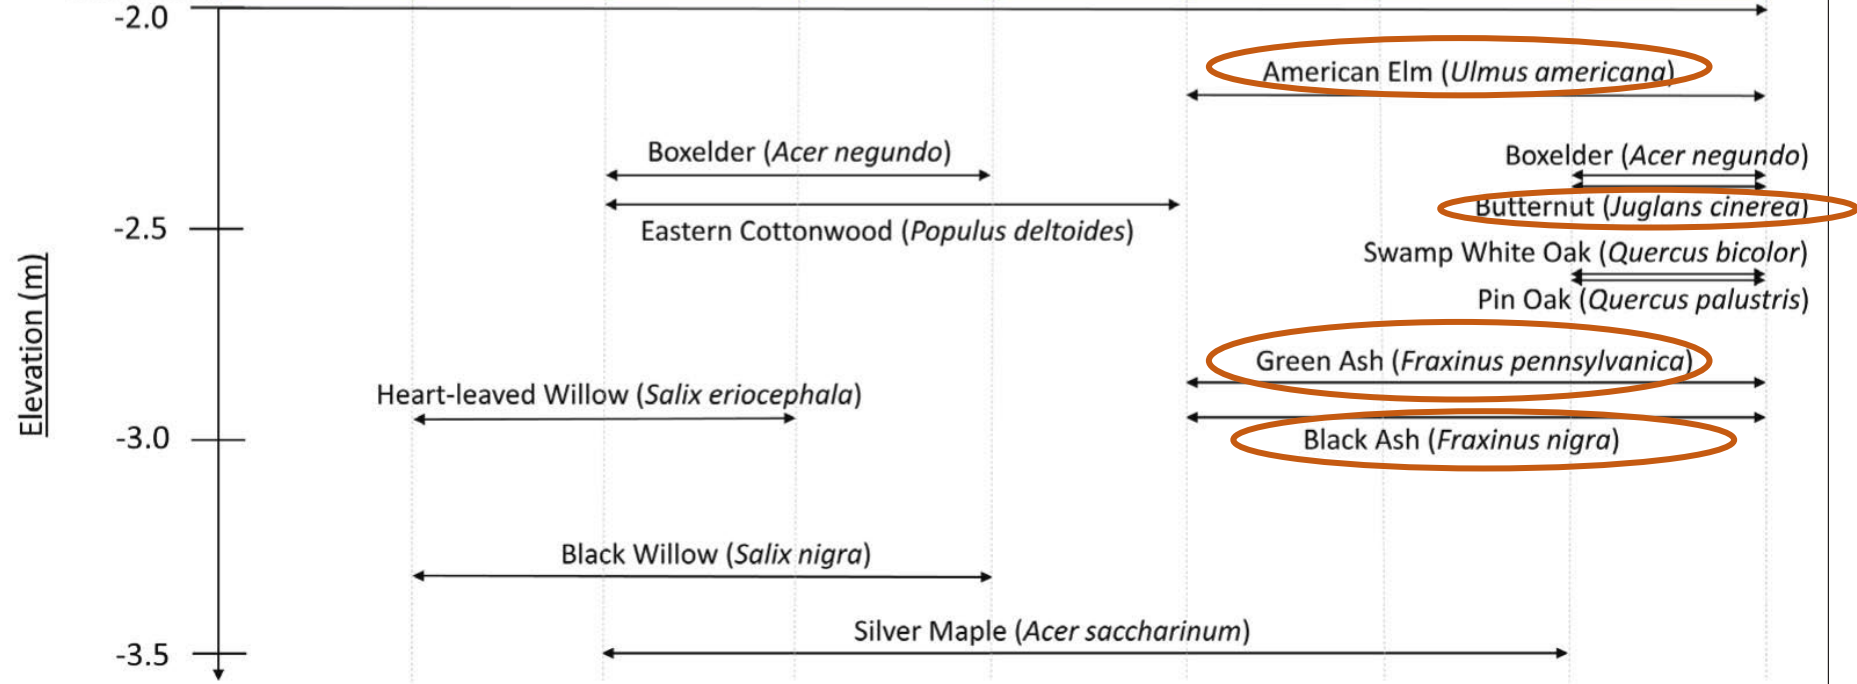 -2.0
American Elm (Ulmus americana)
Boxelder (Acer negundo)
Boxelder (Acer negundo)
Butternut (Juglans cinerea)
-2.5
Eastern Cottonwood (Populus deltoides)
Swamp White Oak (Quercus bicolor)
Pin Oak (Quercus palustris)
Elevation (m)
Green Ash (Fraxinus pennsylvanica)
Heart-leaved Willow (Salix eriocephala)
-3.0
Black Ash (Fraxinus nigra)
Black Willow (Salix nigra)
Silver Maple (Acer saccharinum)
-3.5